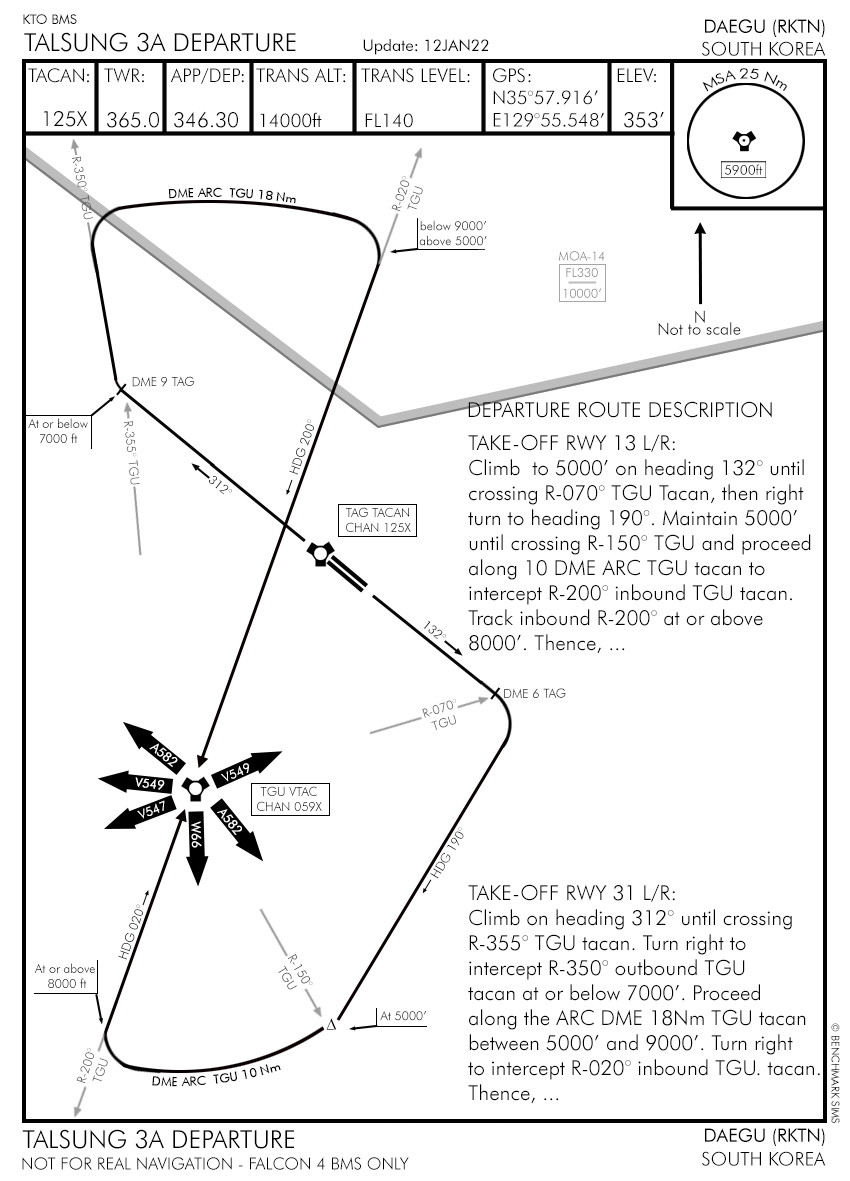 KTO BMS
TALSUNG 3A DEPARTURE
Update: 12JAN22
DAEGU (RKTN)
SOUTH KOREA
TACAN:
125X
TWR:
365.0
APP/DEP:
346.30
TRANS ALT:
14000ft
TRANS LEVEL:
FL140
GPS:
N35°57.916'
E129°55.548'
ELEV:
353'
MSA 25 Nm
5900ft
R-350° TGU
DME ARC TGU 18 Nm
R-020°
TGU
below 9000'
above 5000'
MOA-14
FL330
10000'
N
Not to scale
DME 9 TAG
At or below
7000 ft
R-355° TGU
312°
HDG 200°
TAG TACAN
CHAN 125X
132°
DME 6 TAG
R-070°
TGU
A582
V549
V547
W66
A582
V549
TGU VTAC
CHAN 059X
HDG 190°
HDG 020°
At or above
8000 ft
R-150°
TGU
At 5000'
R-200°
TGU
DME ARC TGU 10 Nm
DEPARTURE ROUTE DESCRIPTION
TAKE-OFF RWY 13 L/R:
Climb to 5000' on heading 132° until
crossing R-070° TGU Tacan, then right
turn to heading 190°. Maintain 5000'
until crossing R-150° TGU and proceed
along 10 DME ARC TGU tacan to
intercept R-200° inbound TGU tacan.
Track inbound R-200° at or above
8000'. Thence, ...
TAKE-OFF RWY 31 L/R:
Climb on heading 312° until crossing
R-355° TGU tacan. Turn right to
intercept R-350° outbound TGU
tacan at or below 7000'. Proceed
along the ARC DME 18Nm TGU tacan
between 5000' and 9000'. Turn right
to intercept R-020° inbound TGU. tacan.
Thence, ...
© BENCHMARK SIMS
TALSUNG 3A DEPARTURE
NOT FOR REAL NAVIGATION - FALCON 4 BMS ONLY
DAEGU (RKTN)
SOUTH KOREA